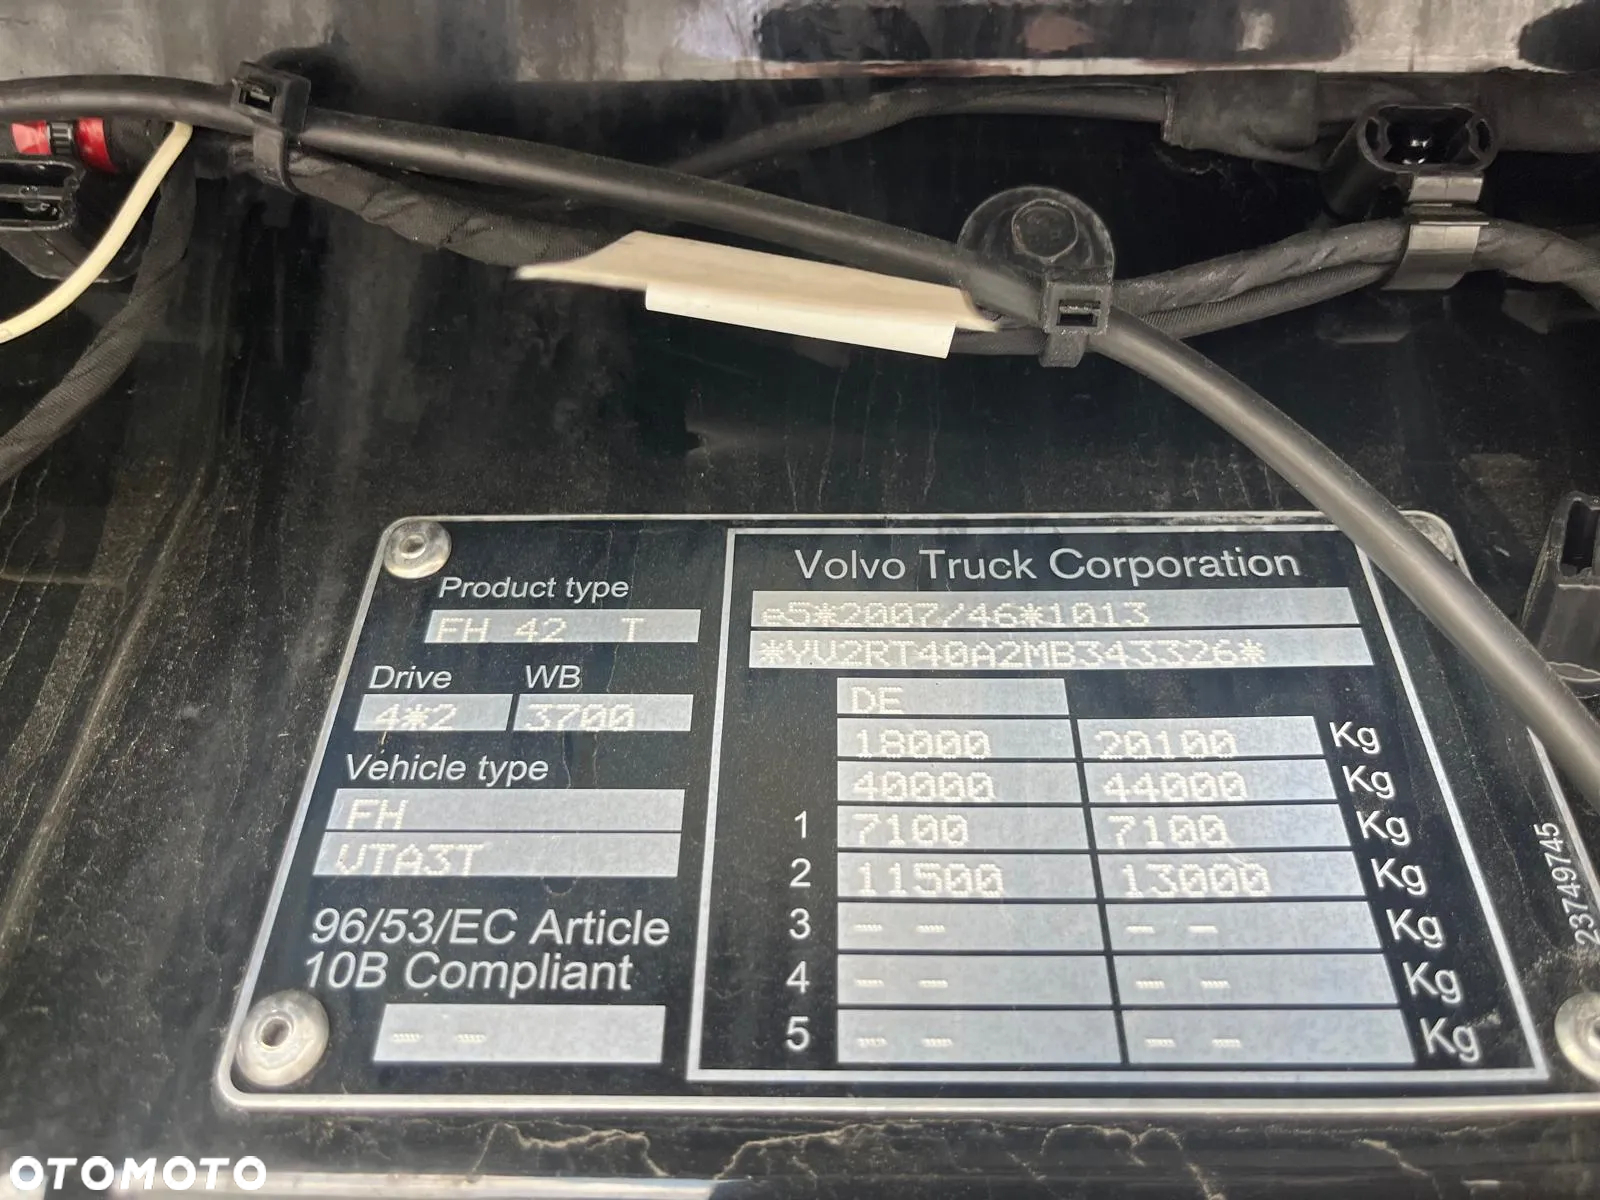 Product type
FH 42 T
Drive WB
4*2 3700
Vehicle type
FH
VTA3T
96/53/EC Article
10B Compliant
-- --
Volvo Truck Corporation
e5*2007/46*1013
*YV2RT40A2MB343326*
DE
18000 20100 Kg
40000 44000 Kg
1 7100 7100 Kg
2 11500 13000 Kg
3 -- -- -- -- Kg
4 -- -- -- -- Kg
5 -- -- -- -- Kg
23749745
OTOMOTO